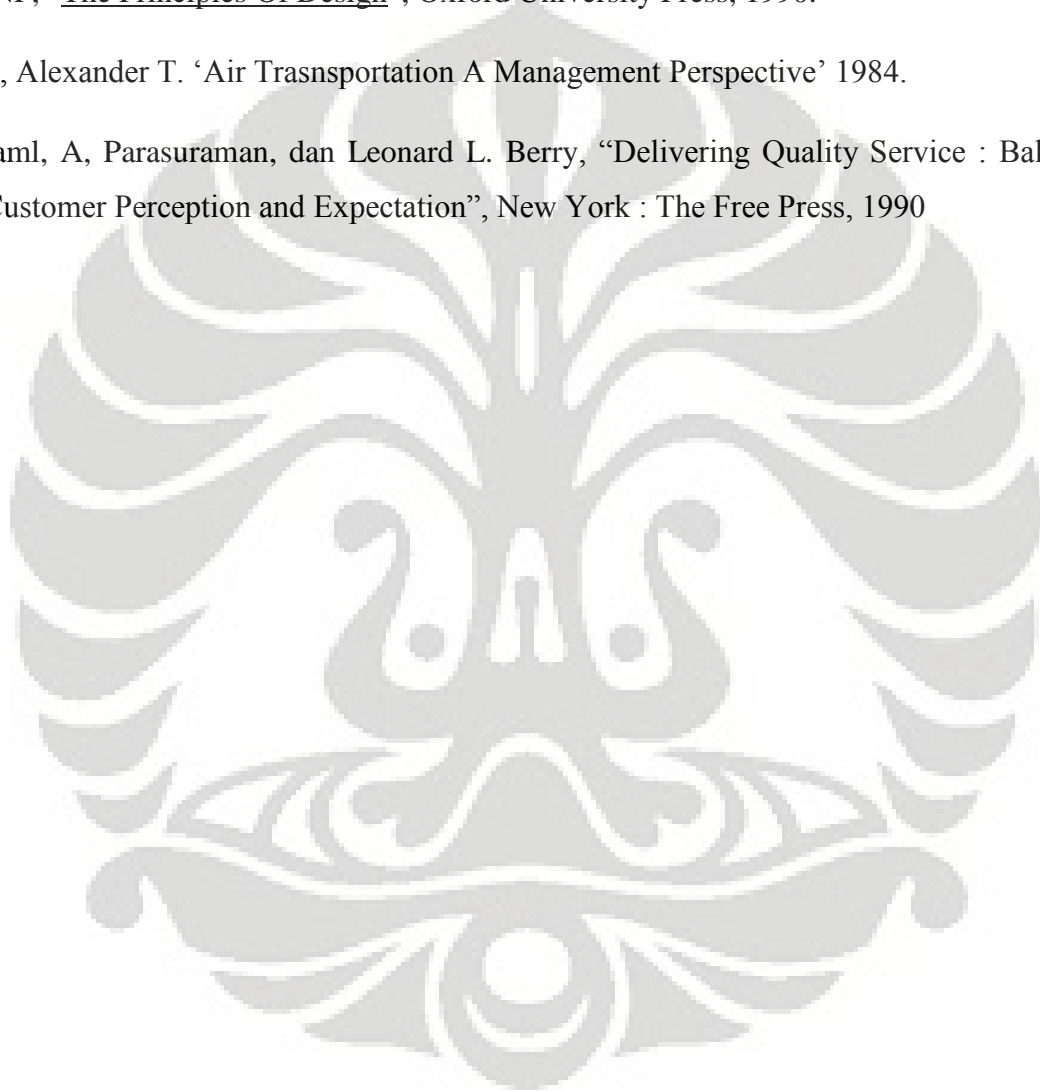 The Principles Of Design”, Oxford University Press, 1990.
, Alexander T. ‘Air Trasnsportation A Management Perspective’ 1984.
aml, A, Parasuraman, dan Leonard L. Berry, “Delivering Quality Service : Bal
Customer Perception and Expectation”, New York : The Free Press, 1990